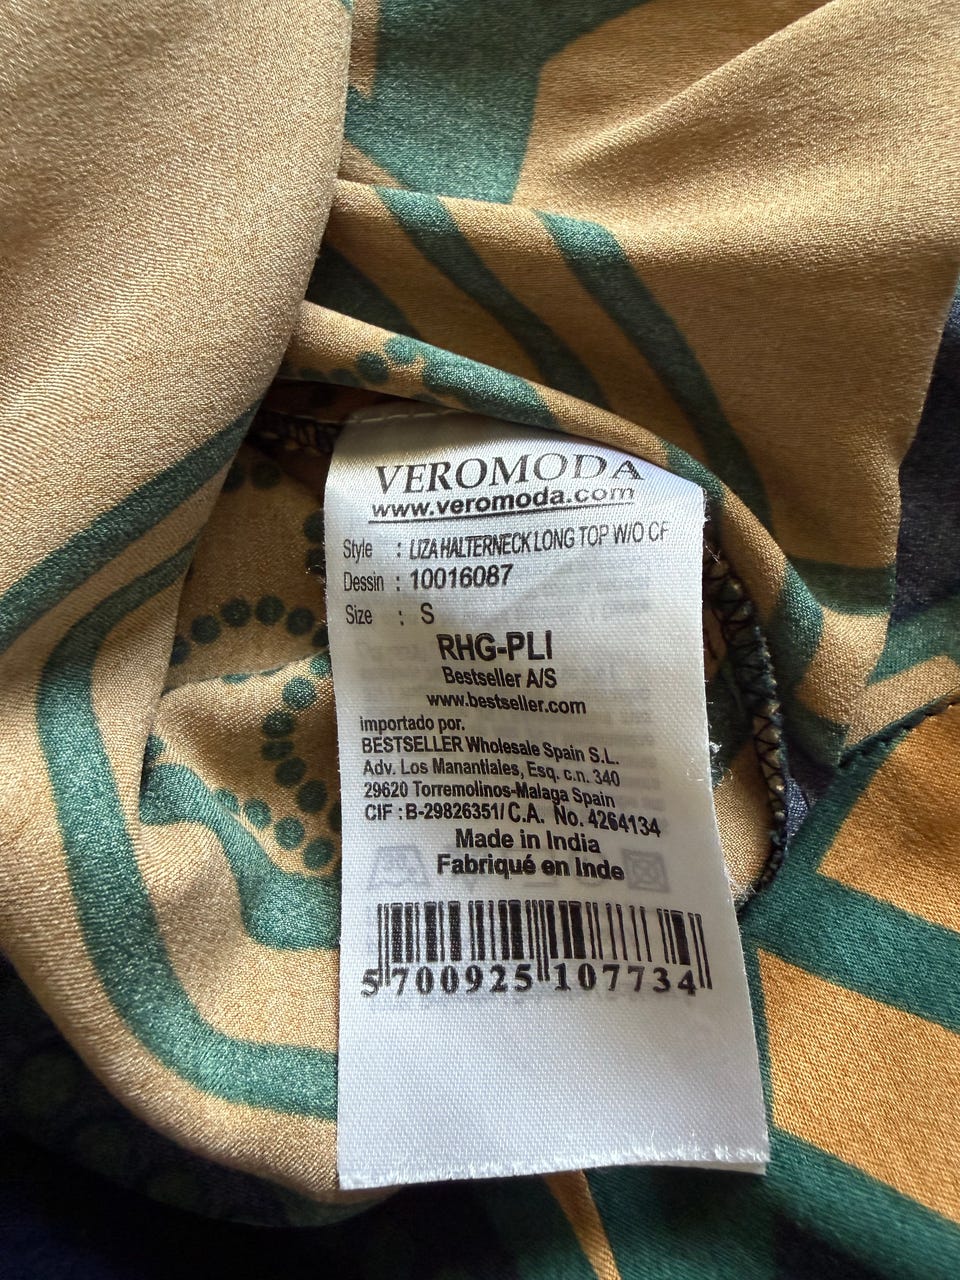 VEROMODA
www.veromoda.com
Style : LIZA HALTERNECK LONG TOP W/O CF
Dessin : 10016087
Size : S
RHG-PLI
Bestseller A/S
www.bestseller.com
importado por.
BESTSELLER Wholesale Spain S.L.
Adv. Los Manantiales, Esq. c.n. 340
29620 Torremolinos-Malaga Spain
CIF : B-29826351/ C.A. No. 4264134
Made in India
Fabriqué en Inde
5 700925 107734